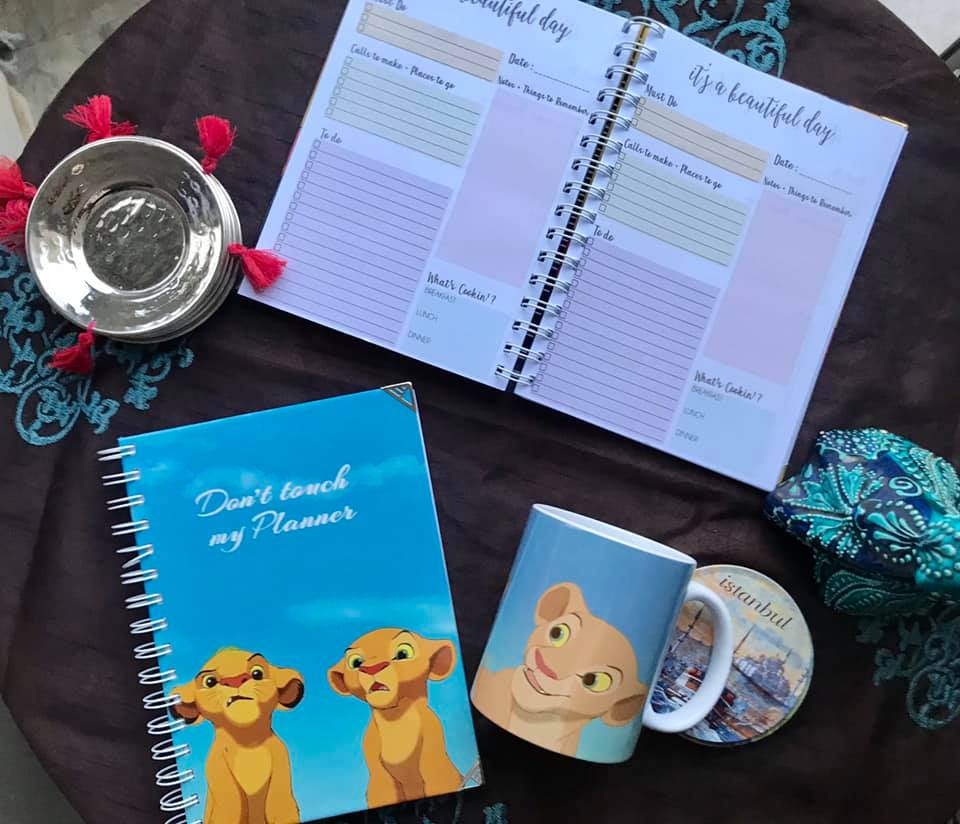 beautiful day
Must Do
Date :
Calls to make + Places to go
Notes + Things to Remember
To do
What's Cookin'?
BREAKFAST
LUNCH
DINNER
it's a beautiful day
Must Do
Date :
Calls to make + Places to go
Notes + Things to Remember
To do
What's Cookin'?
BREAKFAST
LUNCH
DINNER
Don't touch
my Planner
istanbul